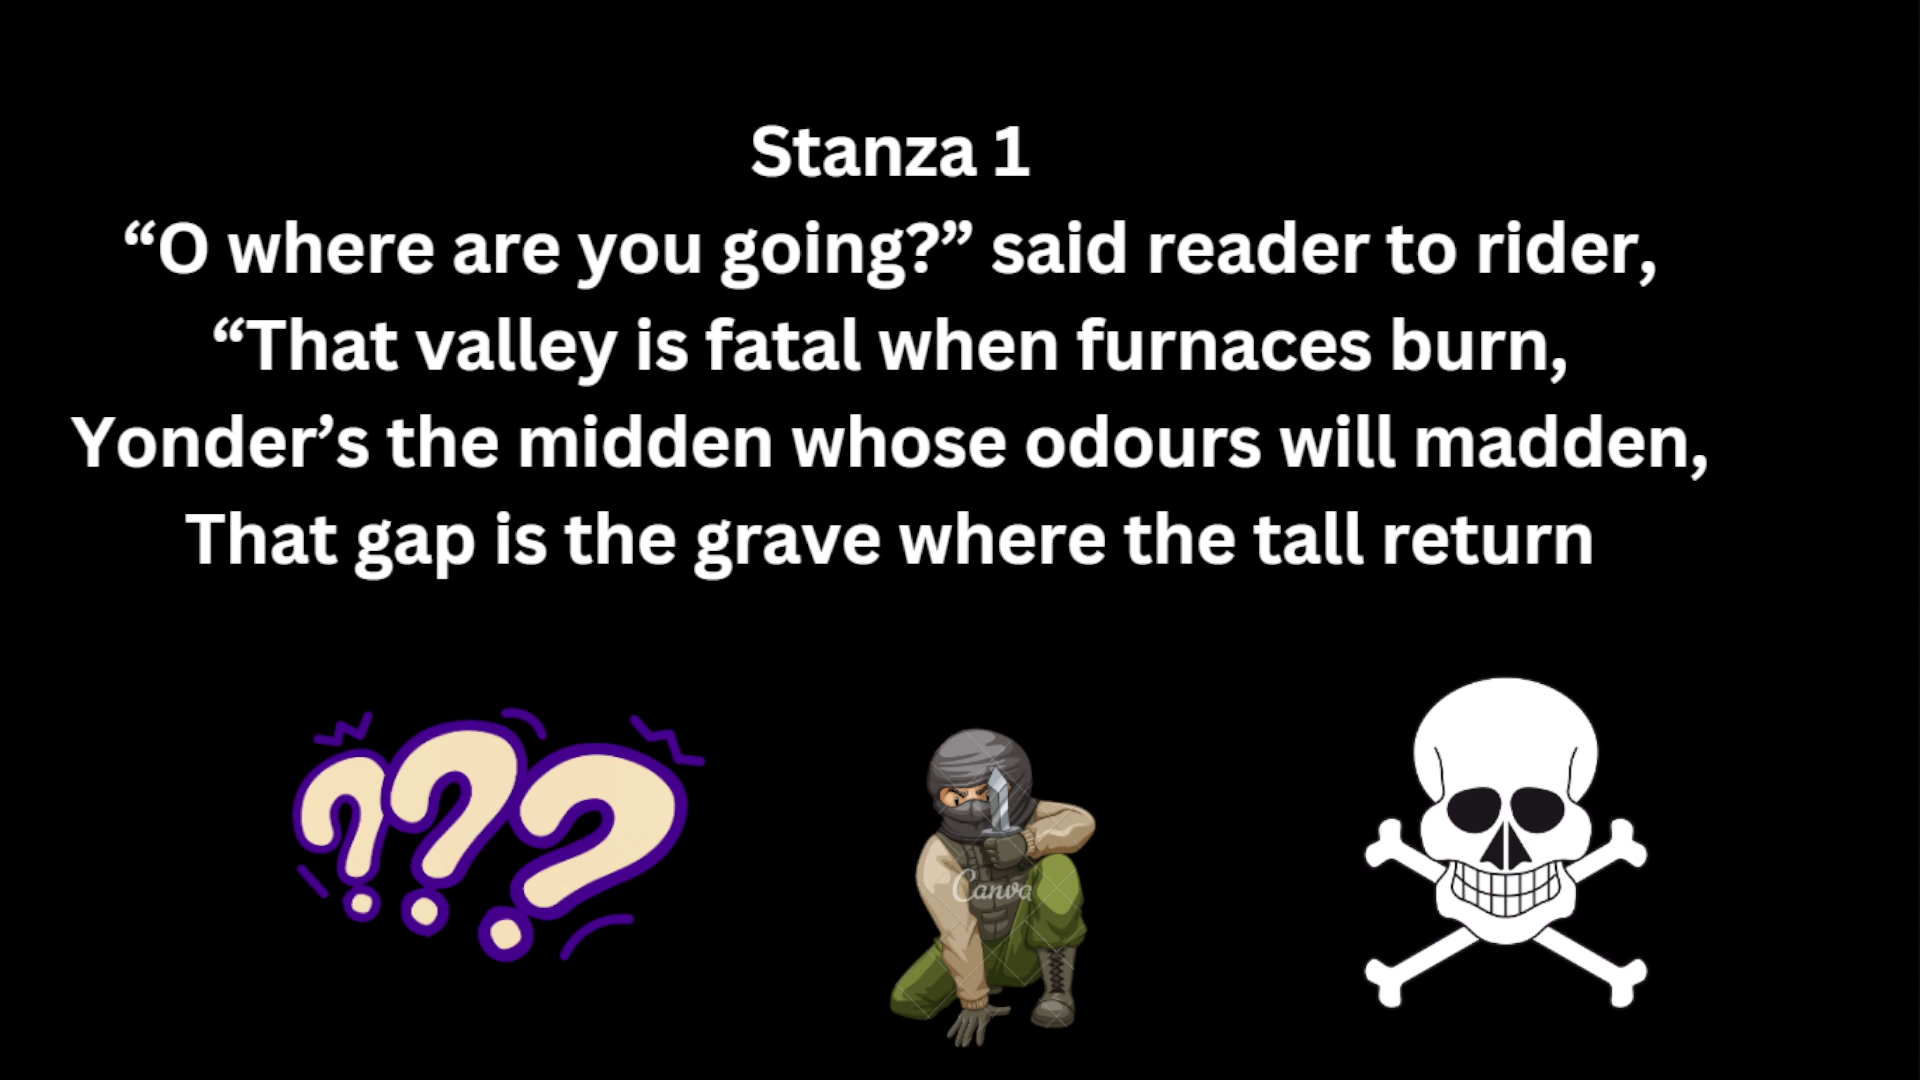 Stanza 1
“O where are you going?” said reader to rider,
“That valley is fatal when furnaces burn,
Yonder’s the midden whose odours will madden,
That gap is the grave where the tall return
???
Canva